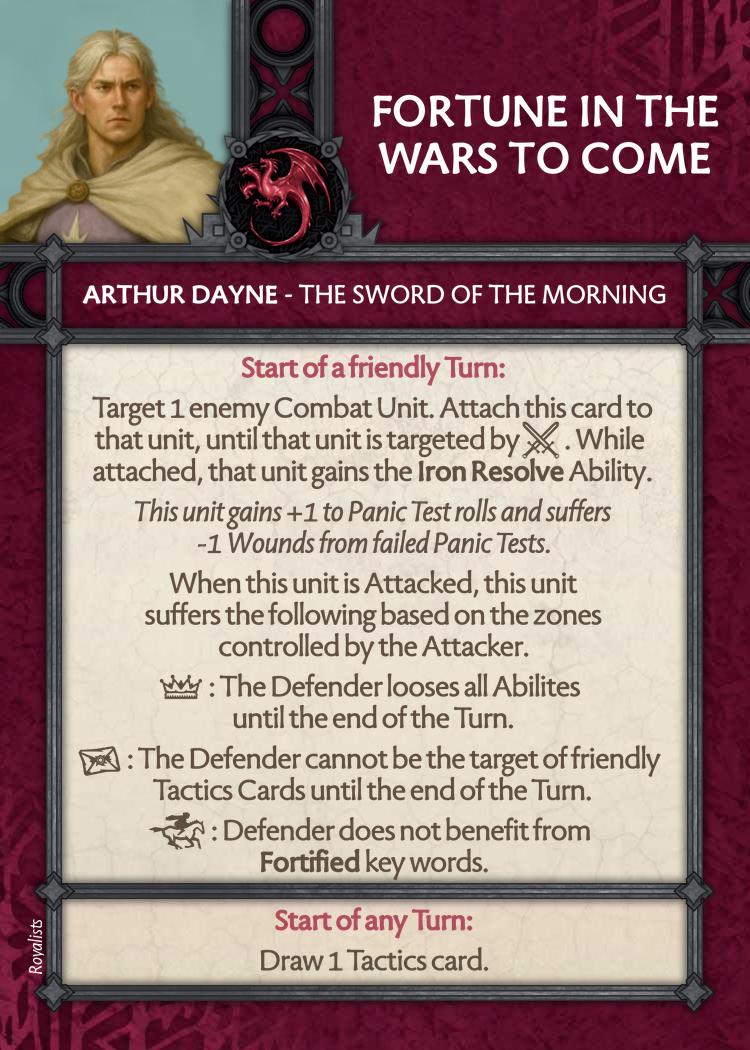 FORTUNE IN THE
WARS TO COME
ARTHUR DAYNE - THE SWORD OF THE MORNING
Start of a friendly Turn:
Target 1 enemy Combat Unit. Attach this card to
that unit, until that unit is targeted by . While
attached, that unit gains the Iron Resolve Ability.
This unit gains +1 to Panic Test rolls and suffers
-1 Wounds from failed Panic Tests.
When this unit is Attacked, this unit
suffers the following based on the zones
controlled by the Attacker.
: The Defender looses all Abilites
until the end of the Turn.
: The Defender cannot be the target of friendly
Tactics Cards until the end of the Turn.
: Defender does not benefit from
Fortified key words.
Start of any Turn:
Draw 1 Tactics card.
Royalists